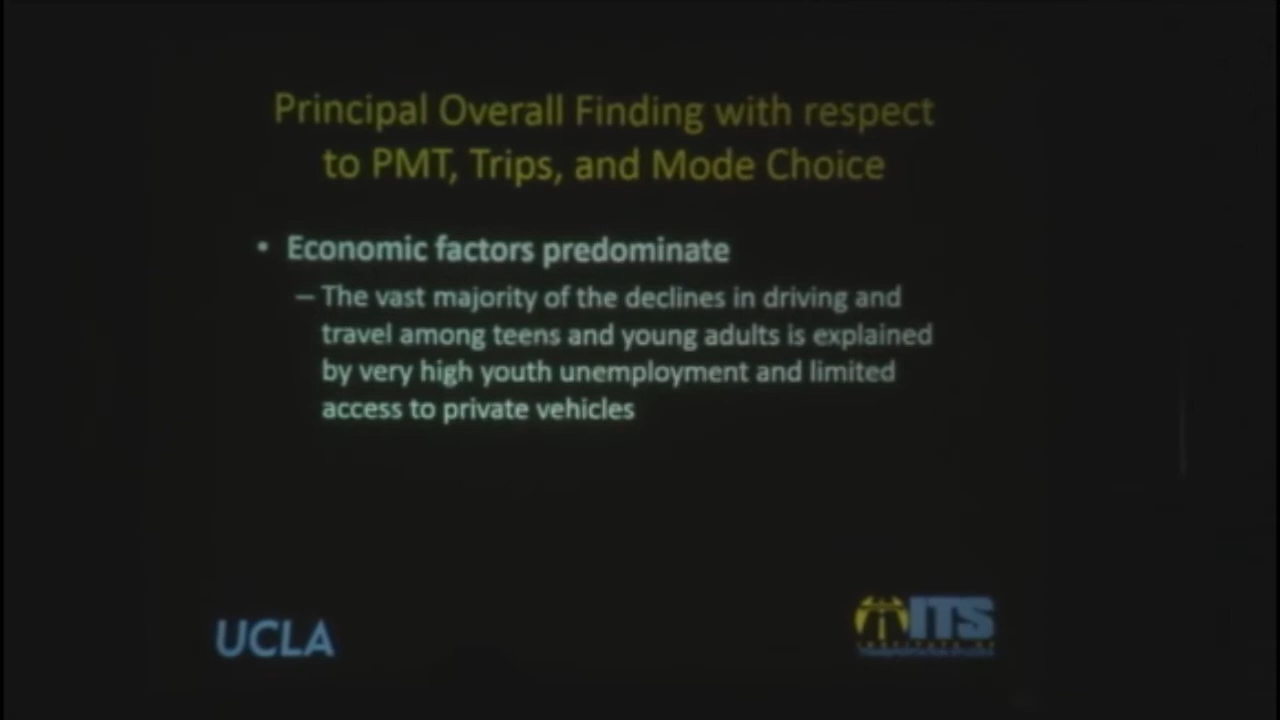 Principal Overall Finding with respect
to PMT, Trips, and Mode Choice
• Economic factors predominate
– The vast majority of the declines in driving and
travel among teens and young adults is explained
by very high youth unemployment and limited
access to private vehicles
UCLA
ITS
INSTITUTE OF